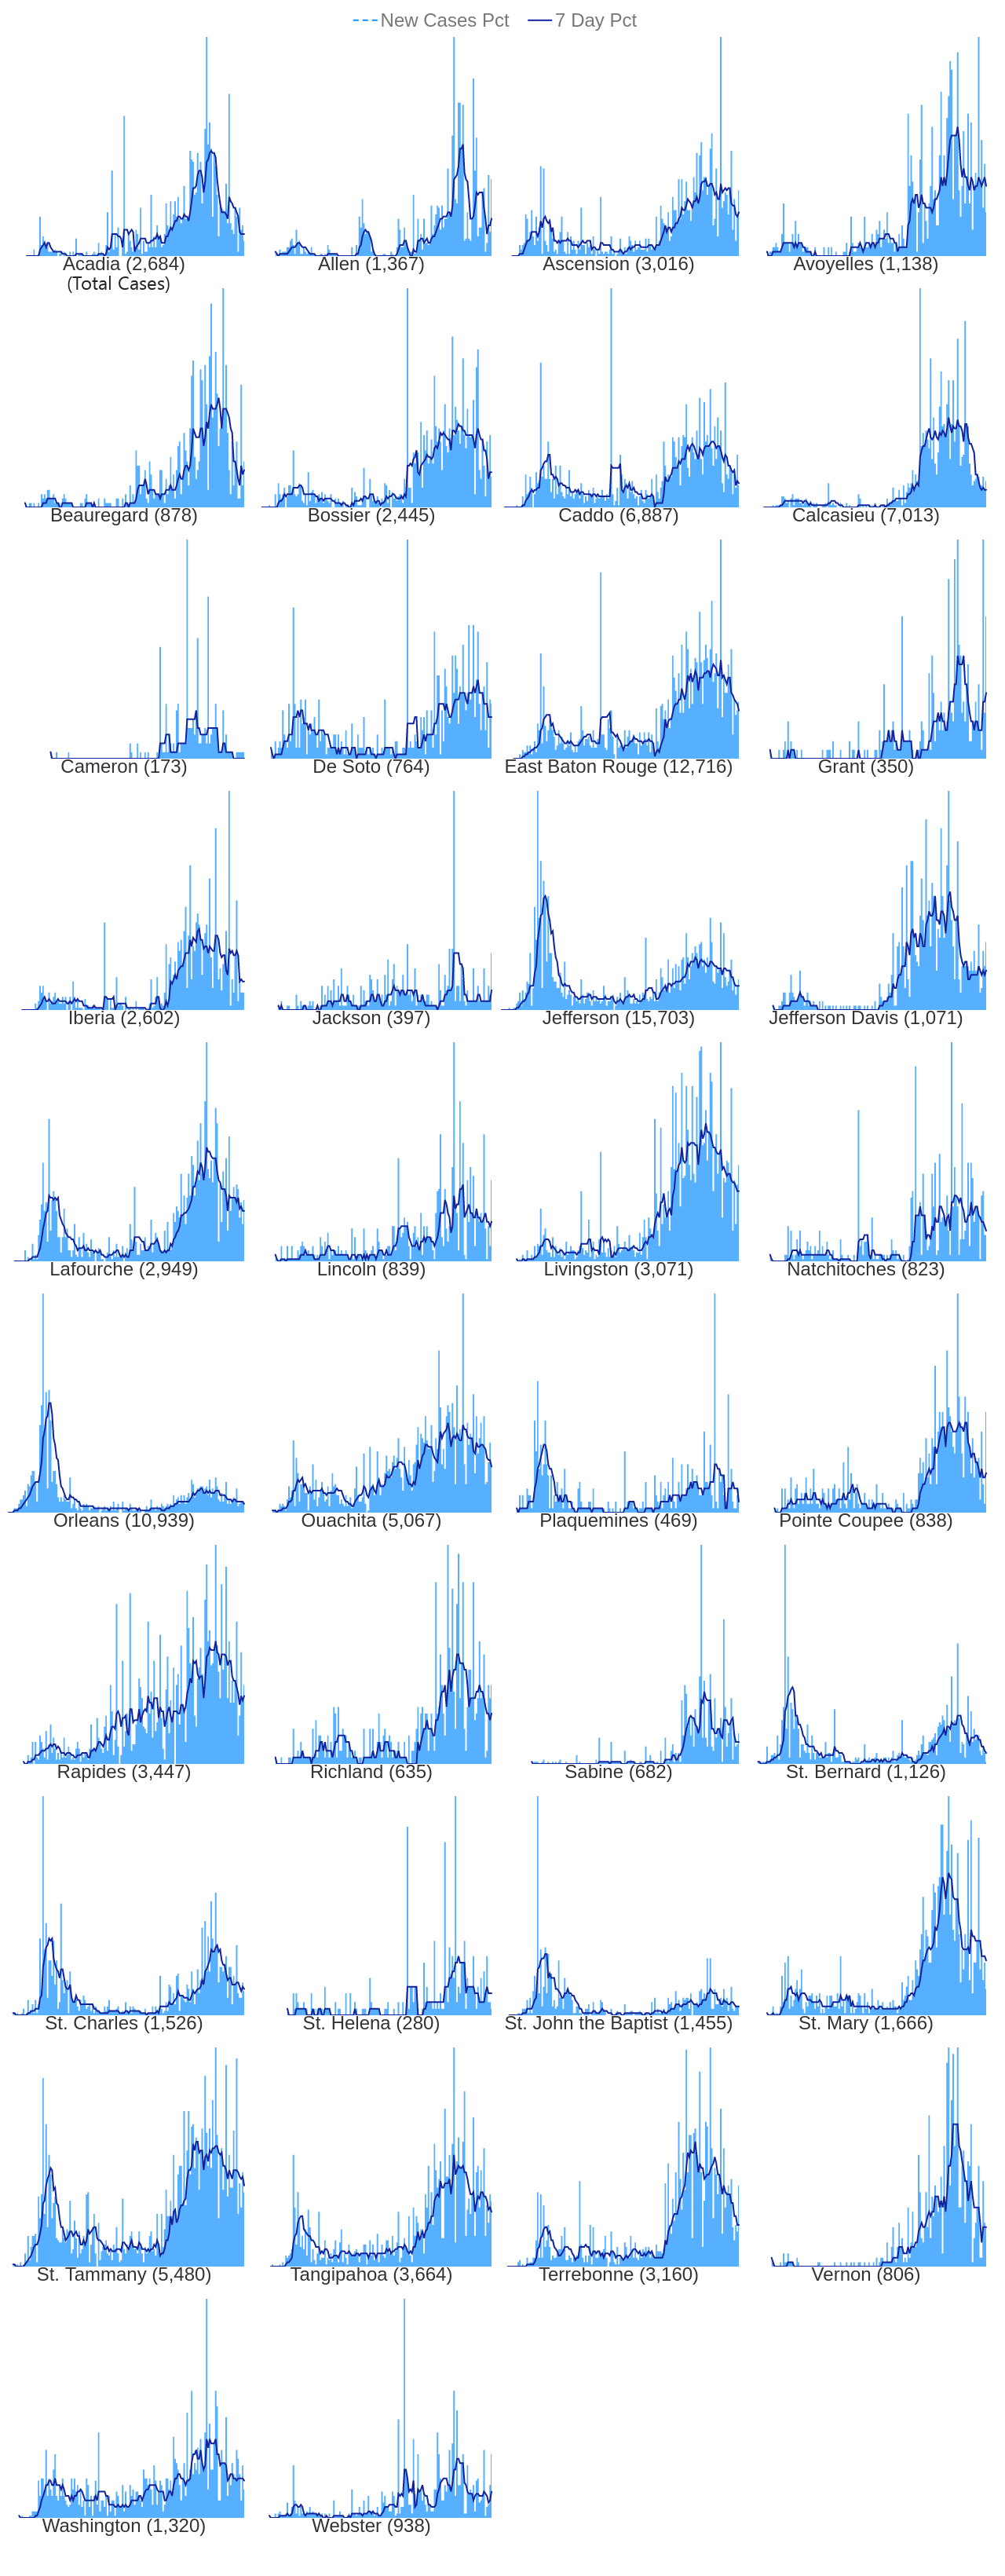 New Cases Pct 7 Day Pct
Acadia (2,684) Allen (1,367) Ascension (3,016) Avoyelles (1,138)
(Total Cases)
Beauregard (878) Bossier (2,445) Caddo (6,887) Calcasieu (7,013)
Cameron (173) De Soto (764) East Baton Rouge (12,716) Grant (350)
Iberia (2,602) Jackson (397) Jefferson (15,703) Jefferson Davis (1,071)
Lafourche (2,949) Lincoln (839) Livingston (3,071) Natchitoches (823)
Orleans (10,939) Ouachita (5,067) Plaquemines (469) Pointe Coupee (838)
Rapides (3,447) Richland (635) Sabine (682) St. Bernard (1,126)
St. Charles (1,526) St. Helena (280) St. John the Baptist (1,455) St. Mary (1,666)
St. Tammany (5,480) Tangipahoa (3,664) Terrebonne (3,160) Vernon (806)
Washington (1,320) Webster (938)